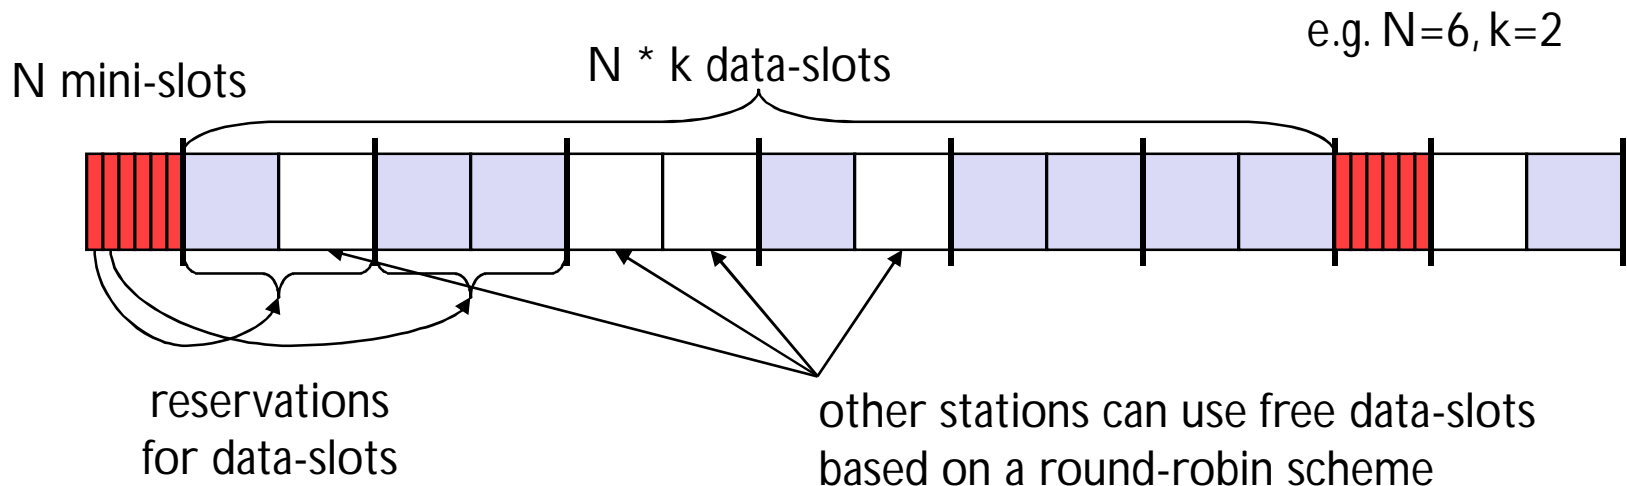 e.g. N=6, k=2
N mini-slots
N * k data-slots
reservations
for data-slots
other stations can use free data-slots
based on a round-robin scheme